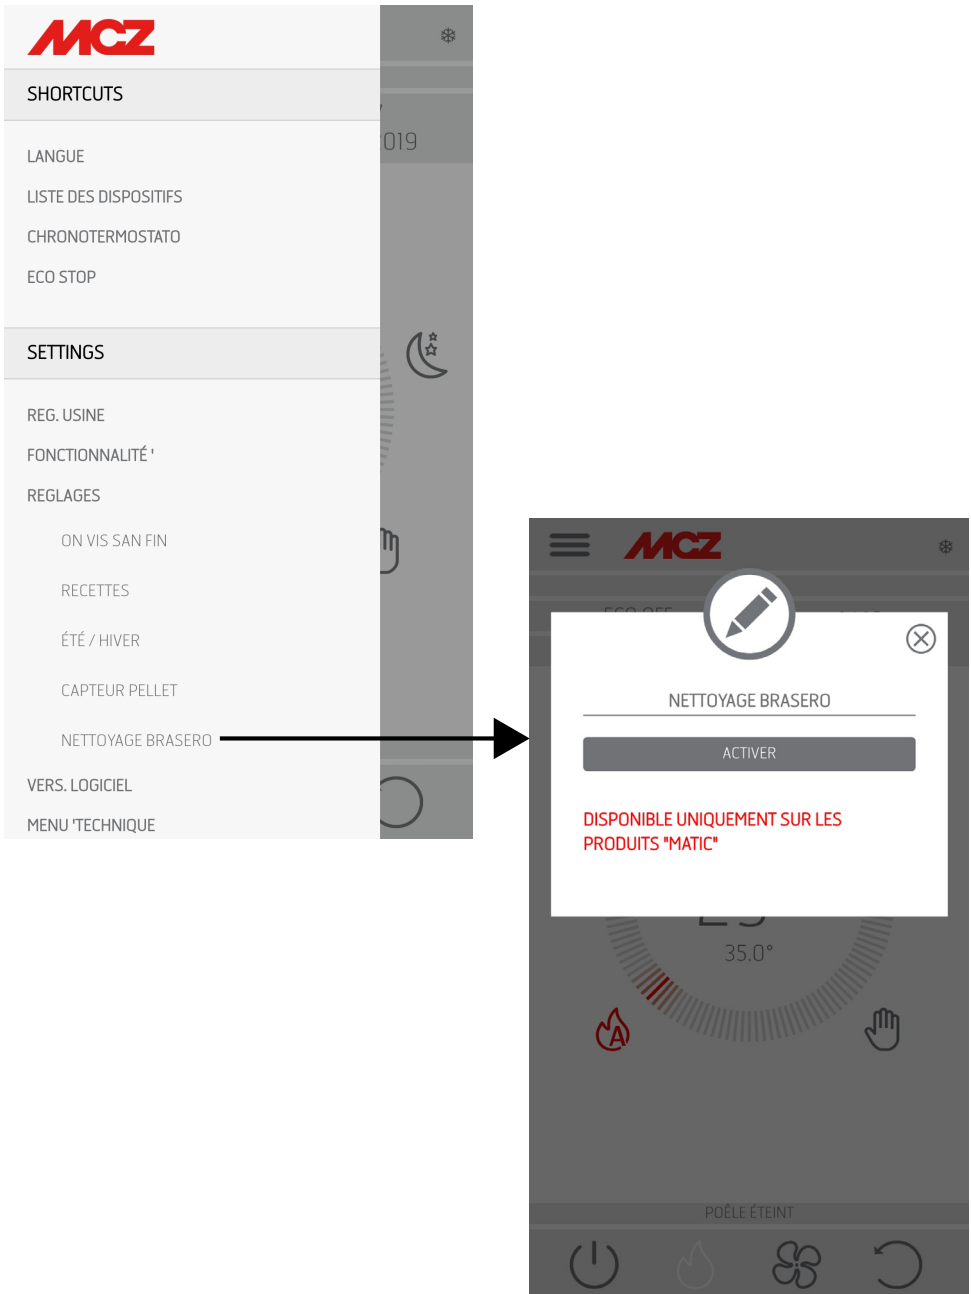 MCZ
SHORTCUTS
2019
LANGUE
LISTE DES DISPOSITIFS
CHRONOTERMOSTATO
ECO STOP
SETTINGS
REG. USINE
FONCTIONNALITÉ '
REGLAGES
ON VIS SAN FIN
RECETTES
ÉTÉ / HIVER
CAPTEUR PELLET
NETTOYAGE BRASERO
VERS. LOGICIEL
MENU 'TECHNIQUE
MCZ
NETTOYAGE BRASERO
ACTIVER
DISPONIBLE UNIQUEMENT SUR LES
PRODUITS "MATIC"
35.0°
A
POÊLE ÉTEINT